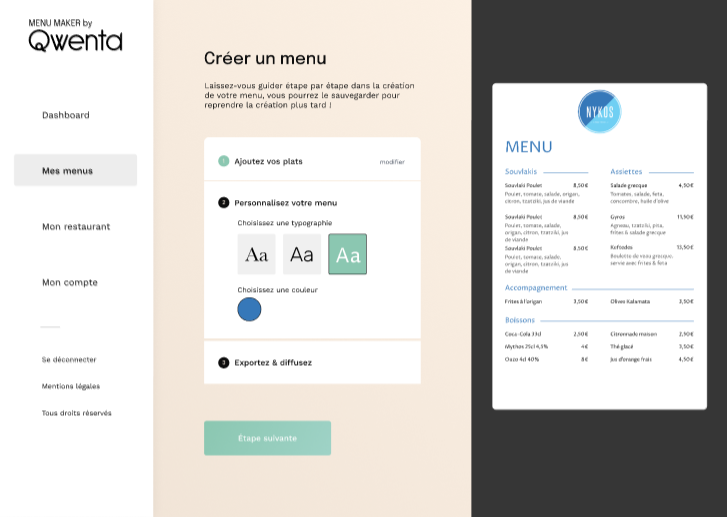 MENU MAKER by
Qwenta
Dashboard
Mes menus
Mon restaurant
Mon compte
Se déconnecter
Mentions légales
Tous droits réservés
Créer un menu
Laissez-vous guider étape par étape dans la création
de votre menu, vous pourrez le sauvegarder pour
reprendre la création plus tard !
1 Ajoutez vos plats modifier
2 Personnalisez votre menu
Choisissez une typographie
Aa Aa Aa
Choisissez une couleur
3 Exportez & diffusez
Étape suivante
NYKOS
MENU
Souvlakis
Souvlaki Poulet 8,50€
Poulet, tomate, salade, origan,
citron, tzatziki, jus de viande
Souvlaki Poulet 8,50€
Poulet, tomate, salade,
origan, citron, tzatziki, jus
de viande
Souvlaki Poulet 8,50€
Poulet, tomate, salade,
origan, citron, tzatziki, jus
de viande
Assiettes
Salade grecque 4,50€
Tomates, salade, feta,
concombre, huile d'olive
Gyros 11,90€
Agneau, tzatziki, pita,
frites & salade grecque
Keftedes 13,50€
Boulette de veau grecque,
servie avec frites & feta
Accompagnement
Frites à l'origan 3,50€ Olives Kalamata 3,50€
Boissons
Coca-Cola 33cl 2,50€ Citronnade maison 2,50€
Mythos 25cl 4,5% 4€ Thé glacé 3,50€
Ouzo 4cl 40% 8€ Jus d'orange frais 4,50€